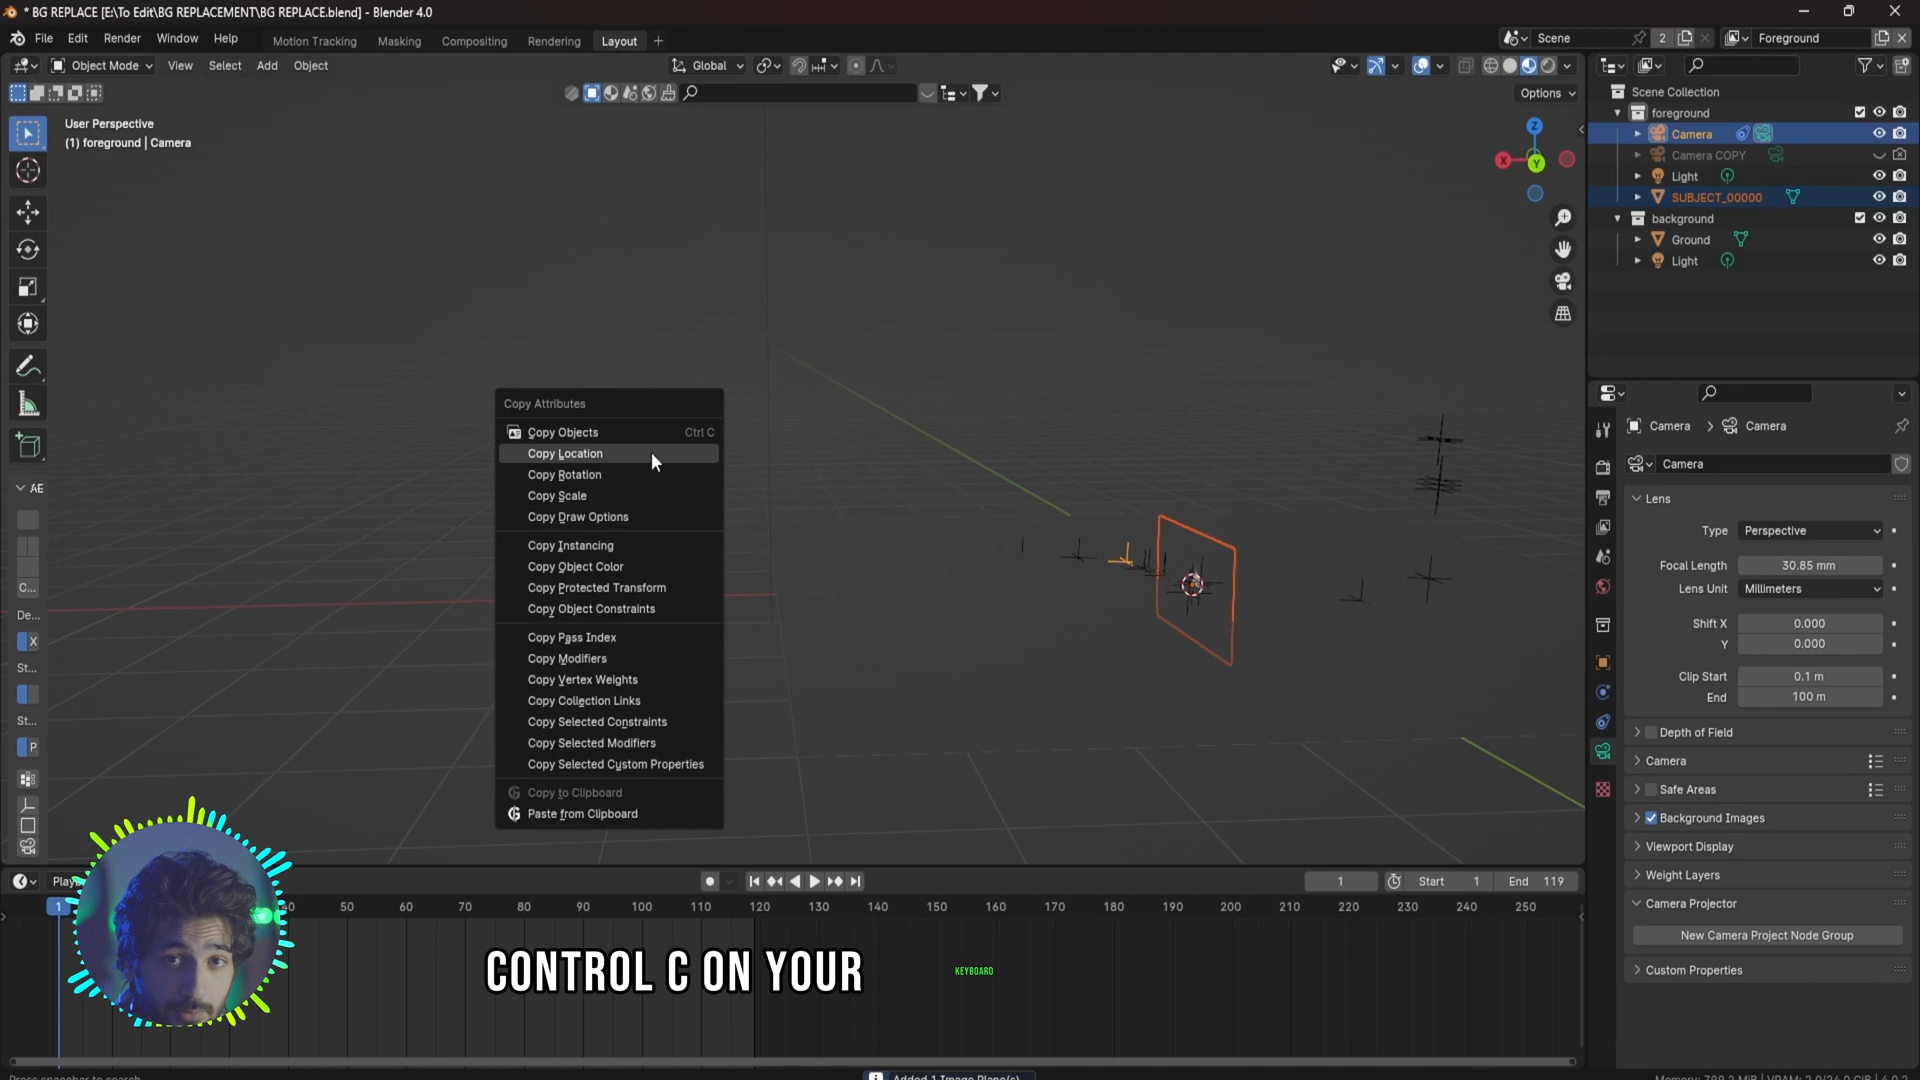 * BG REPLACE [E:\To Edit\BG REPLACEMENT\BG REPLACE.blend] - Blender 4.0
File Edit Render Window Help Motion Tracking Masking Compositing Rendering Layout + Scene 2 Foreground
Object Mode View Select Add Object Global
Options
User Perspective
(1) foreground | Camera
Z
X
Y
Scene Collection
foreground
Camera
Camera COPY
Light
SUBJECT_00000
background
Ground
Light
AE
C...
De...
X
St...
St...
P
Copy Attributes
Copy Objects Ctrl C
Copy Location
Copy Rotation
Copy Scale
Copy Draw Options
Copy Instancing
Copy Object Color
Copy Protected Transform
Copy Object Constraints
Copy Pass Index
Copy Modifiers
Copy Vertex Weights
Copy Collection Links
Copy Selected Constraints
Copy Selected Modifiers
Copy Selected Custom Properties
Copy to Clipboard
Paste from Clipboard
Camera > Camera
Camera
Lens
Type Perspective
Focal Length 30.85 mm
Lens Unit Millimeters
Shift X 0.000
Y 0.000
Clip Start 0.1 m
End 100 m
Depth of Field
Camera
Safe Areas
Background Images
Viewport Display
Weight Layers
Camera Projector
New Camera Project Node Group
Custom Properties
1 Start 1 End 119
1 40 50 60 70 80 90 100 110 120 130 140 150 160 170 180 190 200 210 220 230 240 250
CONTROL C ON YOUR KEYBOARD
Added 1 Image Plane(s)